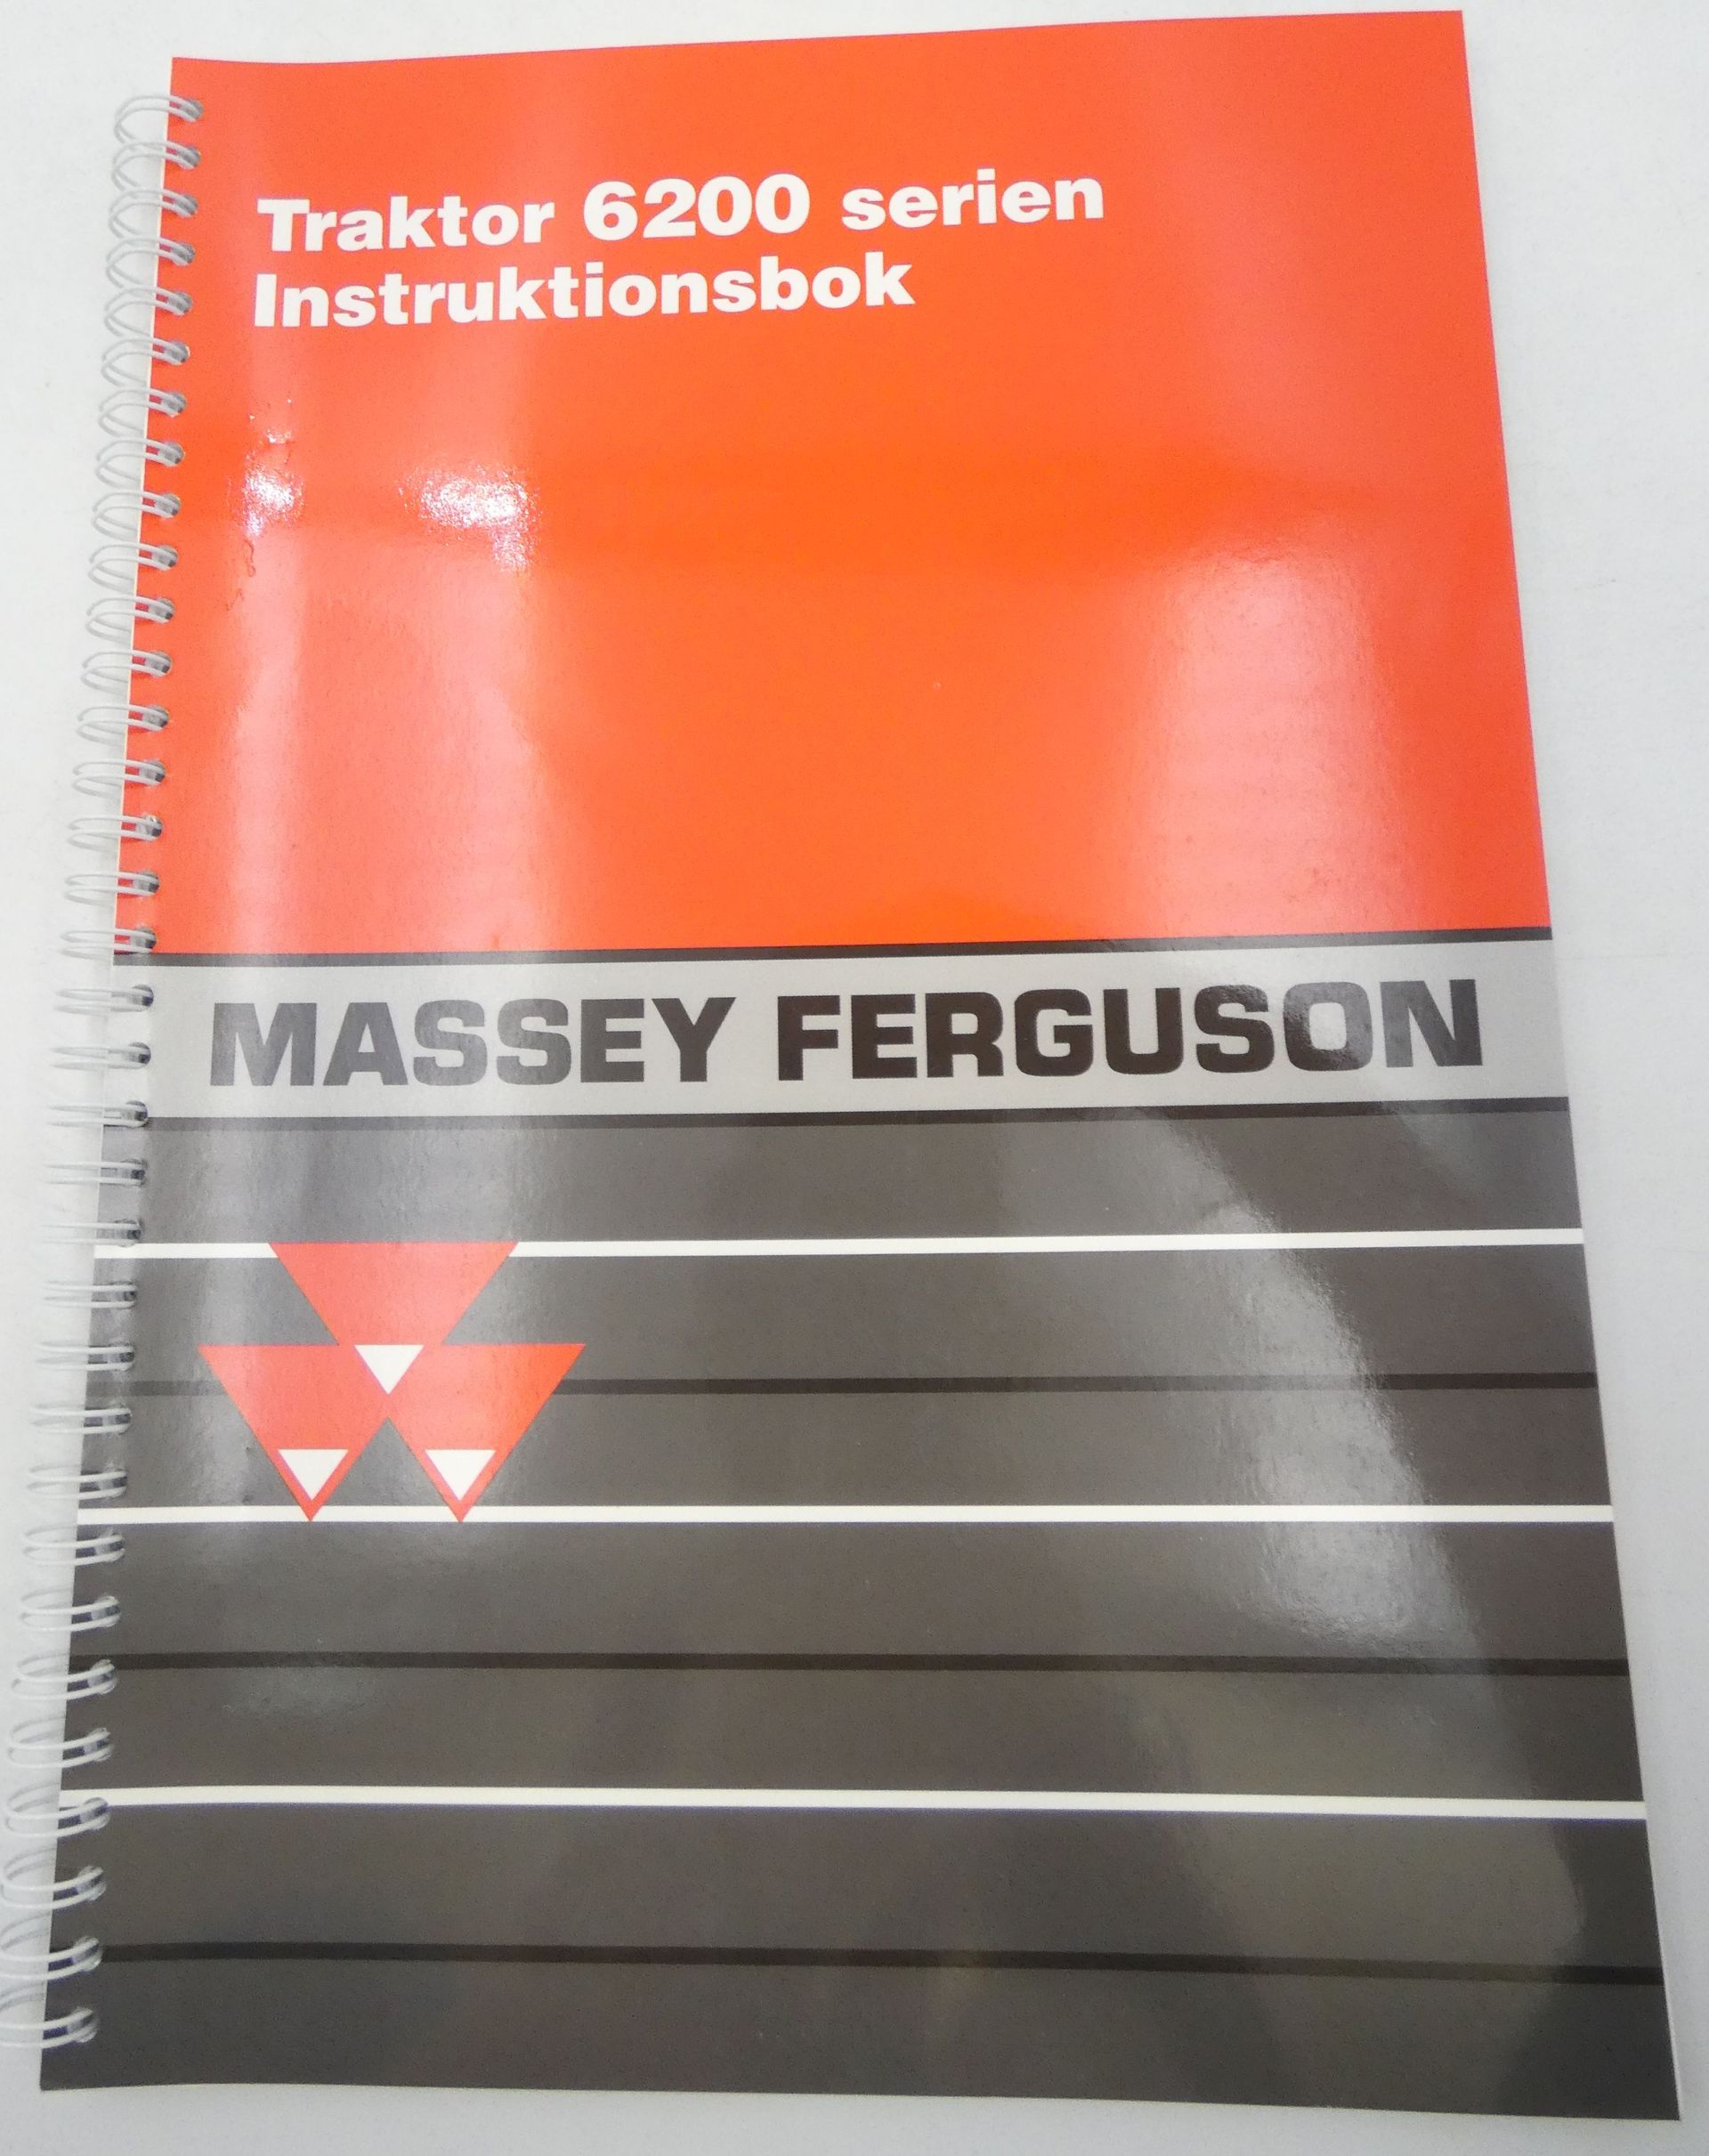 Traktor 6200 serien
Instruktionsbok
MASSEY FERGUSON